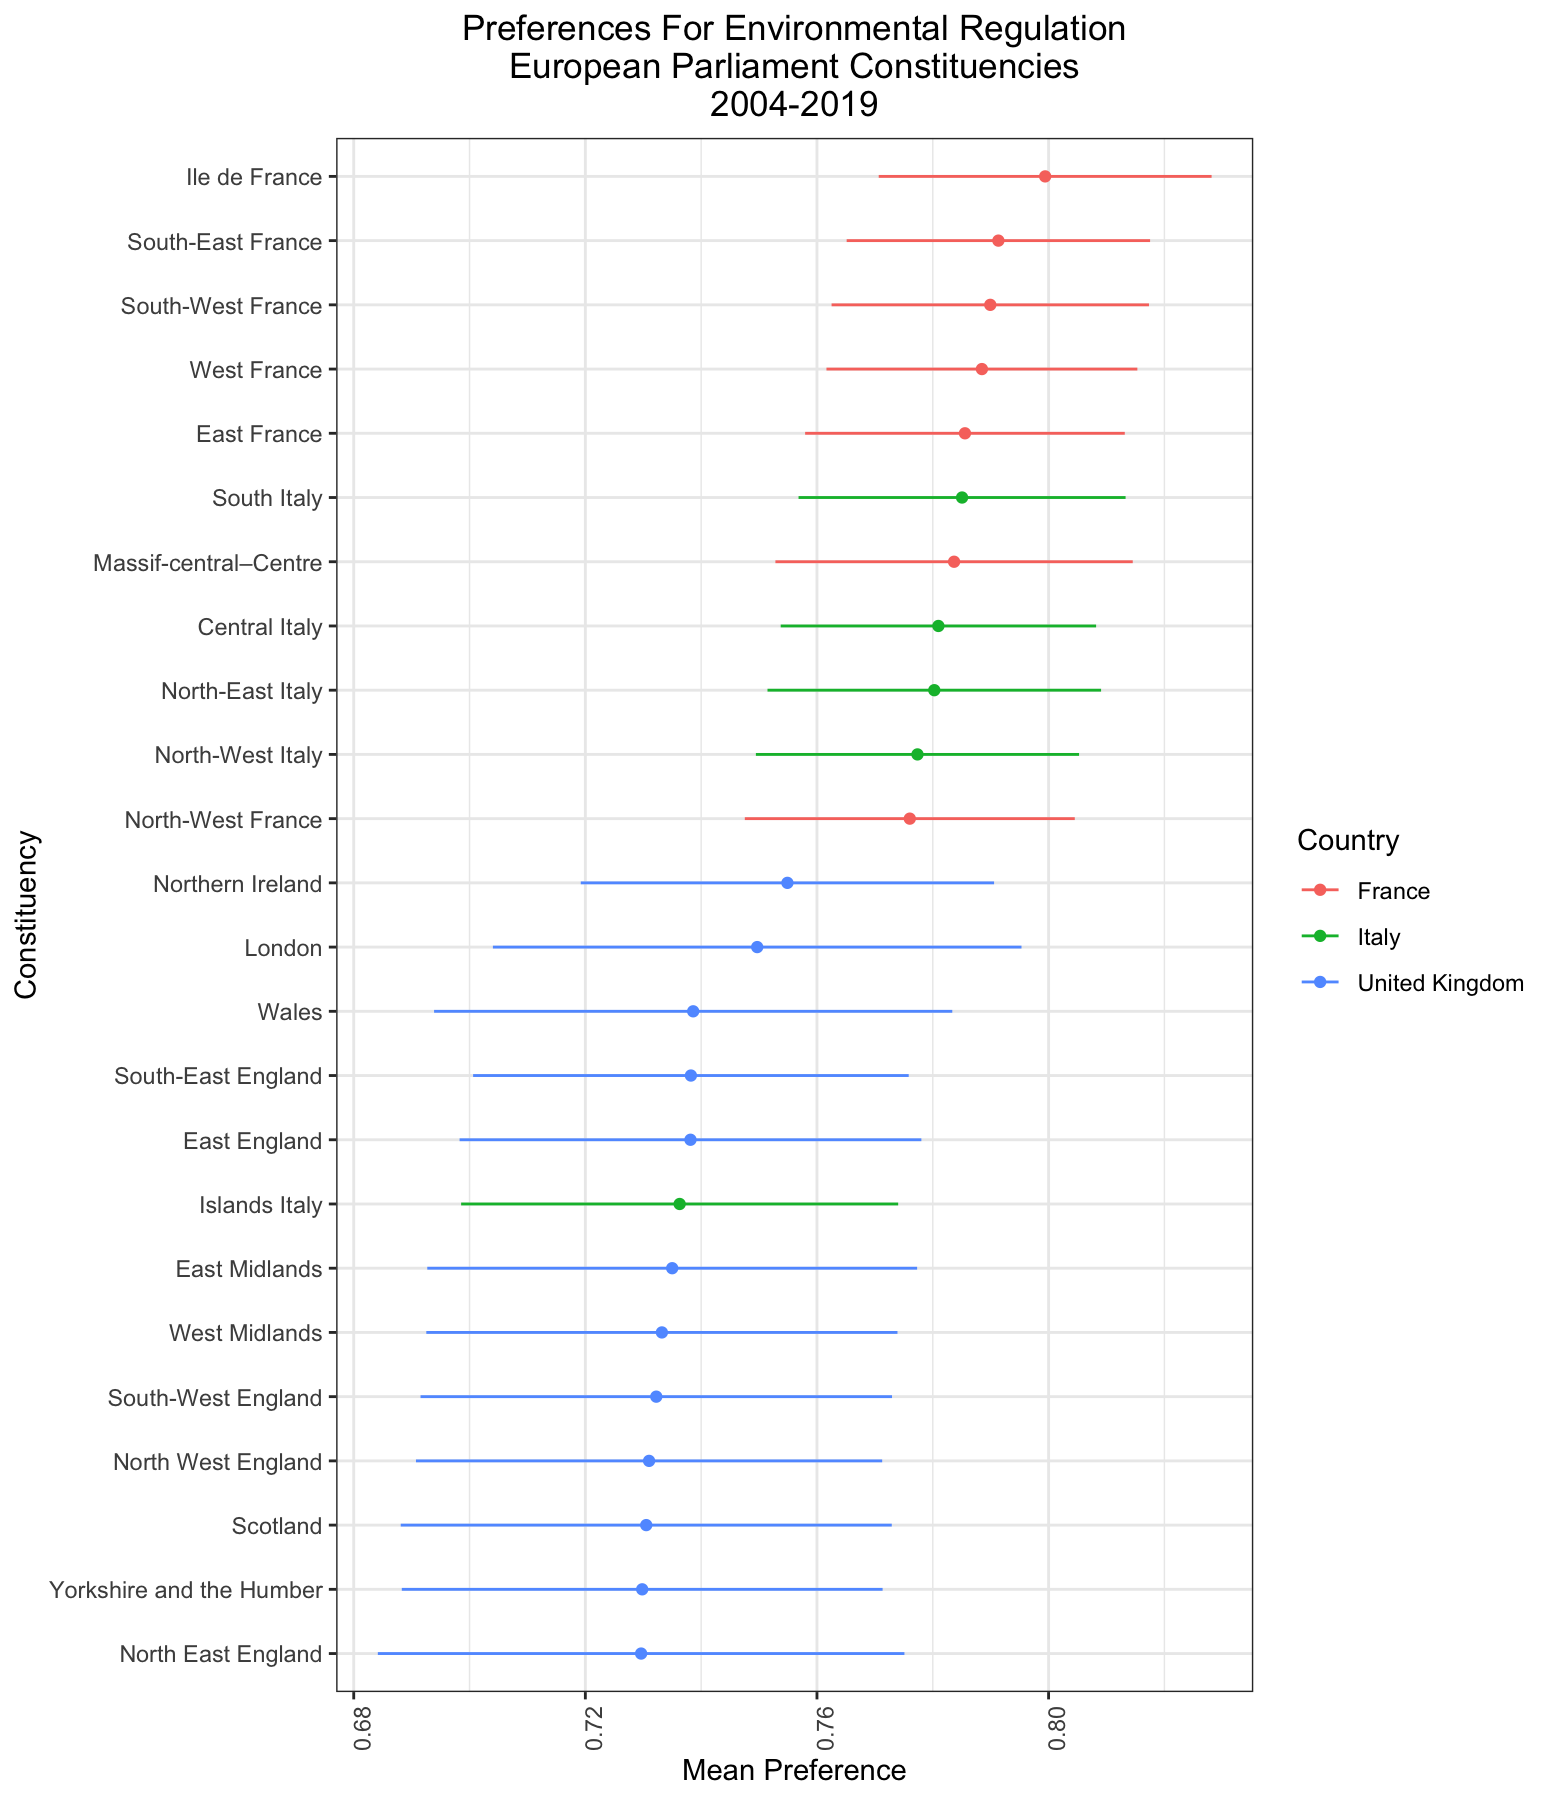 Preferences For Environmental Regulation
European Parliament Constituencies
2004-2019
Ile de France
South-East France
South-West France
West France
East France
South Italy
Massif-central–Centre
Central Italy
North-East Italy
North-West Italy
North-West France
Northern Ireland
London
Wales
South-East England
East England
Islands Italy
East Midlands
West Midlands
South-West England
North West England
Scotland
Yorkshire and the Humber
North East England
Constituency
0.68
0.72
0.76
0.80
Mean Preference
Country
France
Italy
United Kingdom